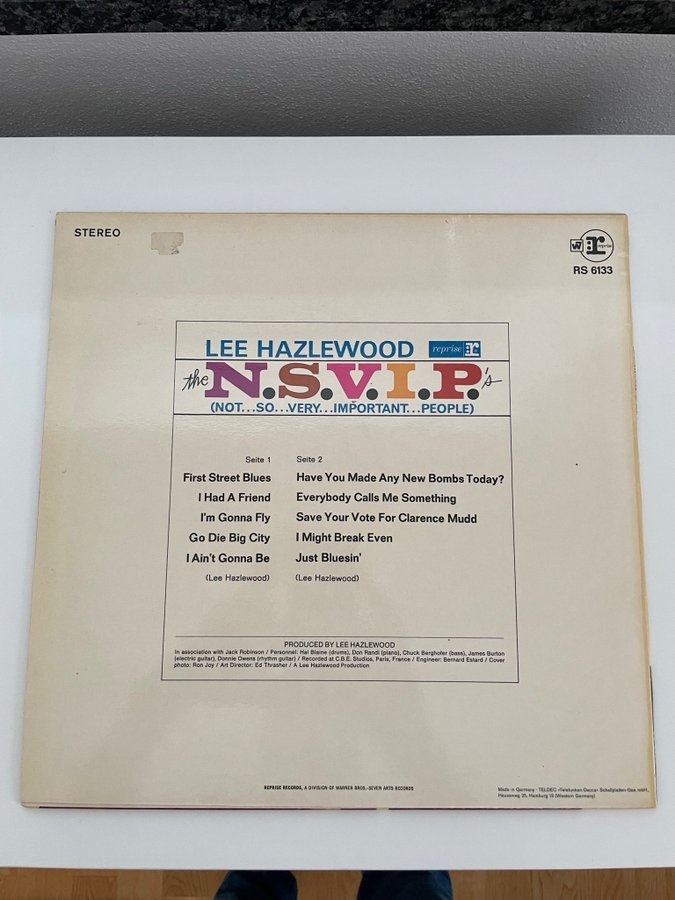 STEREO
W r reprise
RS 6133
LEE HAZLEWOOD reprise r:
the N.S.V.I.P.'s
(NOT...SO...VERY...IMPORTANT...PEOPLE)
Seite 1
First Street Blues
I Had A Friend
I'm Gonna Fly
Go Die Big City
I Ain't Gonna Be
(Lee Hazlewood)
Seite 2
Have You Made Any New Bombs Today?
Everybody Calls Me Something
Save Your Vote For Clarence Mudd
I Might Break Even
Just Bluesin'
(Lee Hazlewood)
PRODUCED BY LEE HAZLEWOOD
In association with Jack Robinson / Personnel: Hal Blaine (drums), Don Randi (piano), Chuck Berghofer (bass), James Burton
(electric guitar), Donnie Owens (rhythm guitar) / Recorded at C.B.E. Studios, Paris, France / Engineer: Bernard Estard / Cover
photo: Ron Joy / Art Director: Ed Thrasher / A Lee Hazlewood Production
REPRISE RECORDS, A DIVISION OF WARNER BROS.-SEVEN ARTS RECORDS
Made in Germany · TELDEC »Telefunken-Decca« Schallplatten-Ges. mbH.,
Heussweg 25, Hamburg 19 (Western Germany)